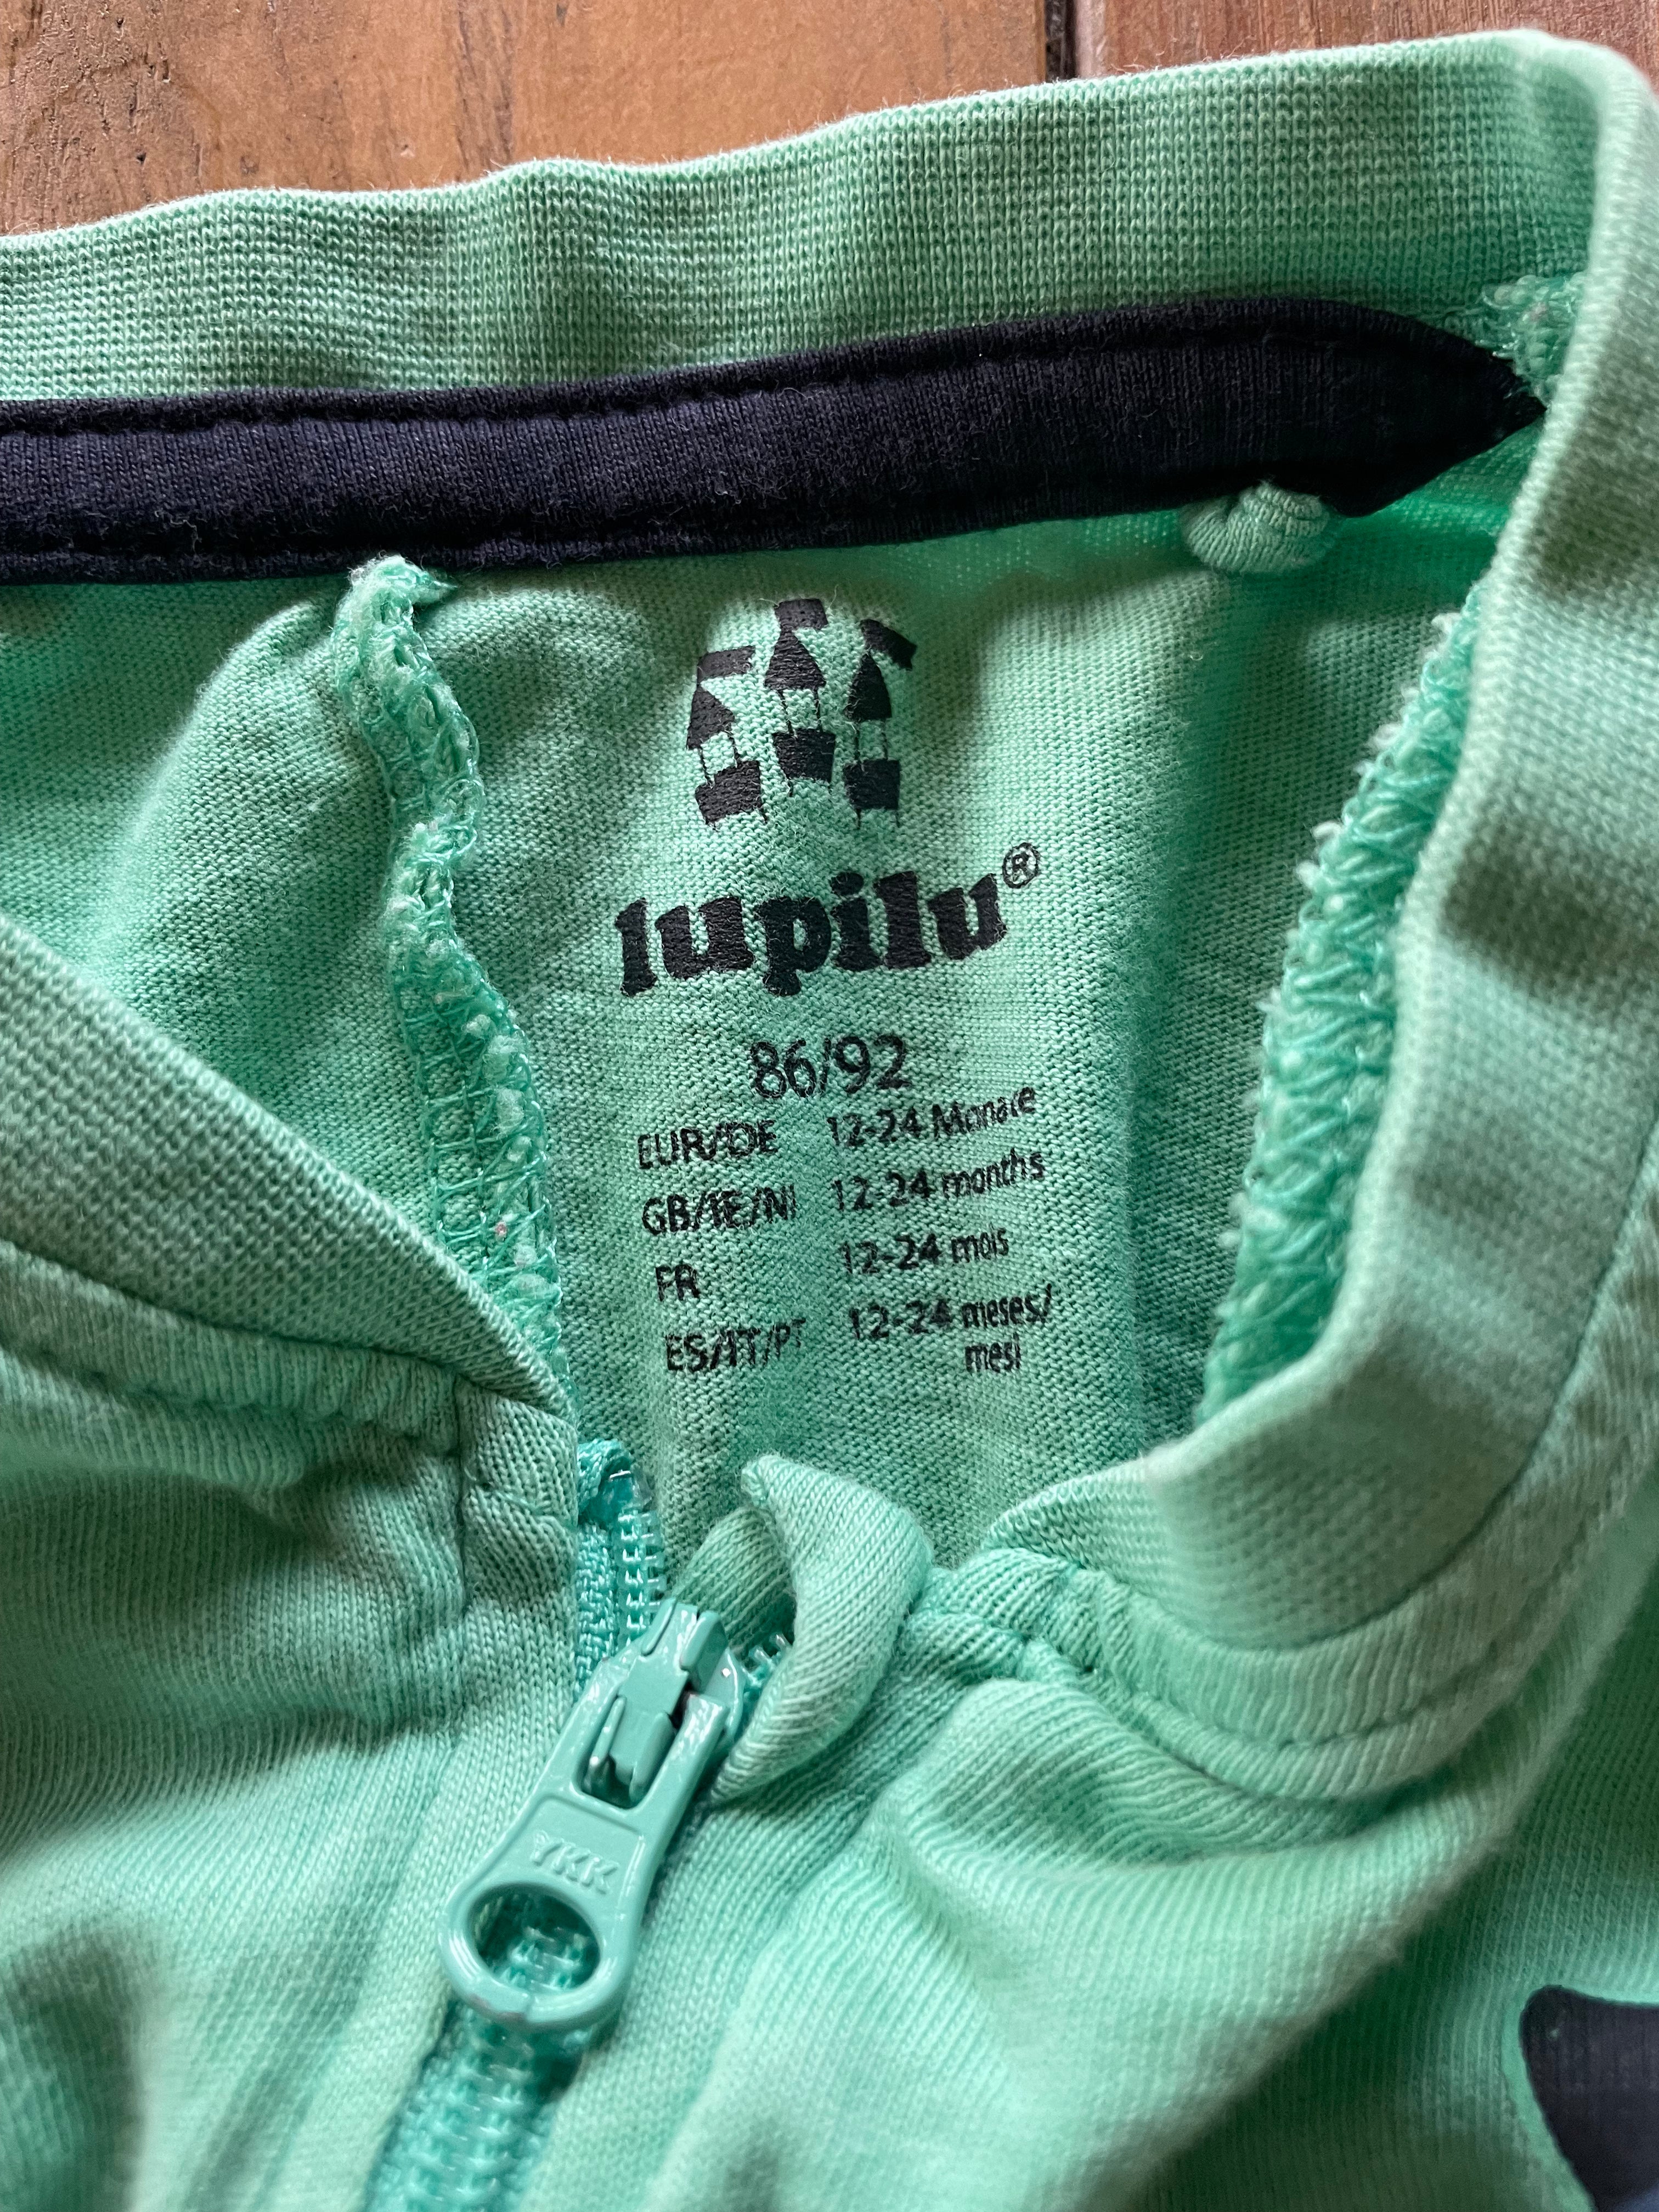 lupilu®
86/92
EUR/DE 12-24 Monate
GB/IE/NI 12-24 months
FR 12-24 mois
ES/IT/PT 12-24 meses/
mesi
YKK